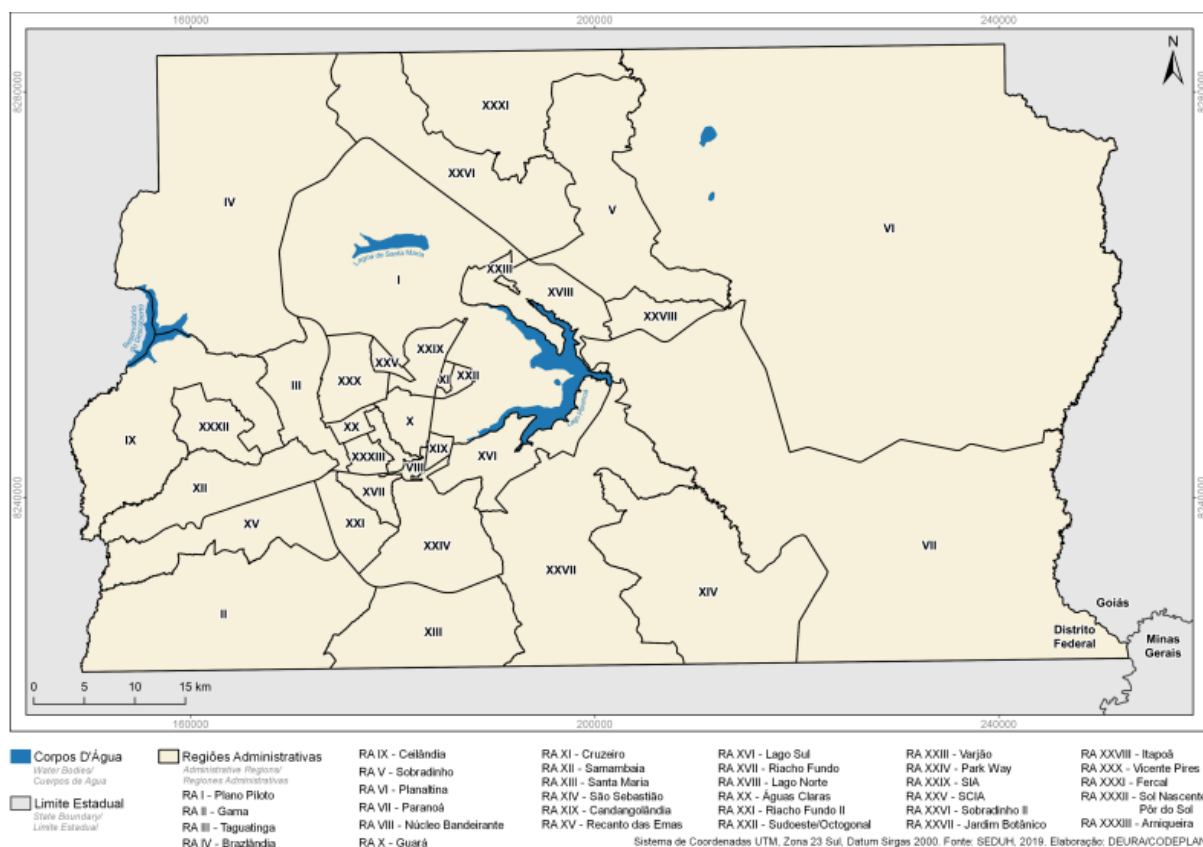 160000 200000 240000
N
8280000 8280000
XXXI
XXVI
IV
V
VI
Lagoa de Santa Maria
XXIII
I
XVIII
XXVIII
Reservatório
do Descoberto
XXIX
XXV
III
XXX
XI
XXII
Lago Paranoá
X
XX
IX
XXXII
XIX
XXXIII
XVI
VIII
XII
XVII
8240000 8240000
XV
XXI
XXIV
VII
XXVII
XIV
Goiás
II
XIII
Distrito
Federal
Minas
Gerais
0 5 10 15 km
160000 200000 240000
Corpos D'Água
Water Bodies/
Cuerpos de Agua
Limite Estadual
State Boundary/
Limite Estadual
Regiões Administrativas
Administrative Regional/
Regiones Administrativas
RA I - Plano Piloto
RA II - Gama
RA III - Taguatinga
RA IV - Brazlândia
RA IX - Ceilândia
RA V - Sobradinho
RA VI - Planaltina
RA VII - Paranoá
RA VIII - Núcleo Bandeirante
RA X - Guará
RA XI - Cruzeiro
RA XII - Samambaia
RA XIII - Santa Maria
RA XIV - São Sebastião
RA XIX - Candangolândia
RA XV - Recanto das Emas
RA XVI - Lago Sul
RA XVII - Riacho Fundo
RA XVIII - Lago Norte
RA XX - Águas Claras
RA XXI - Riacho Fundo II
RA XXII - Sudoeste/Octogonal
RA XXIII - Varjão
RA XXIV - Park Way
RA XXIX - SIA
RA XXV - SCIA
RA XXVI - Sobradinho II
RA XXVII - Jardim Botânico
RA XXVIII - Itapoã
RA XXX - Vicente Pires
RA XXXI - Fercal
RA XXXII - Sol Nascente
Pôr do Sol
RA XXXIII - Arniqueira
Sistema de Coordenadas UTM, Zona 23 Sul, Datum Sirgas 2000. Fonte: SEDUH, 2019. Elaboração: DEURA/CODEPLAN